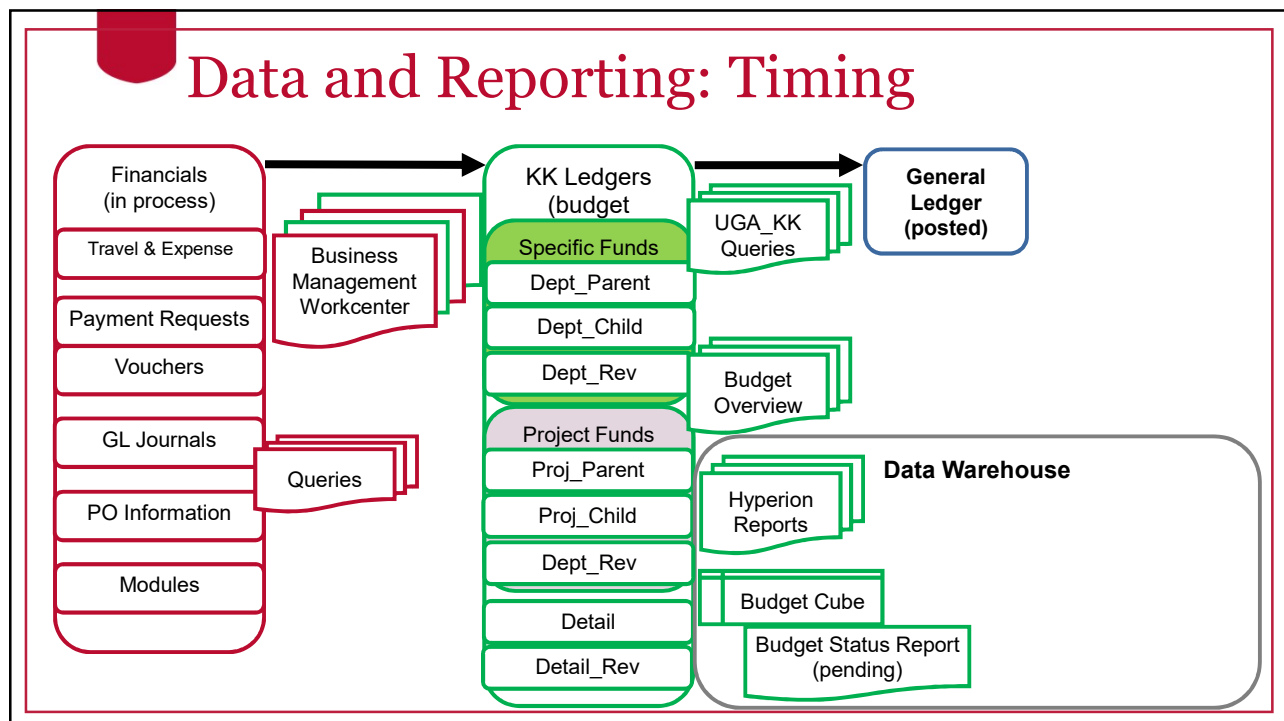 Data and Reporting: Timing
Financials
(in process)
Travel & Expense
Payment Requests
Vouchers
GL Journals
PO Information
Modules
Business
Management
Workcenter
Queries
KK Ledgers
(budget
Specific Funds
Dept_Parent
Dept_Child
Dept_Rev
Project Funds
Proj_Parent
Proj_Child
Dept_Rev
Detail
Detail_Rev
UGA_KK
Queries
Budget
Overview
General
Ledger
(posted)
Data Warehouse
Hyperion
Reports
Budget Cube
Budget Status Report
(pending)